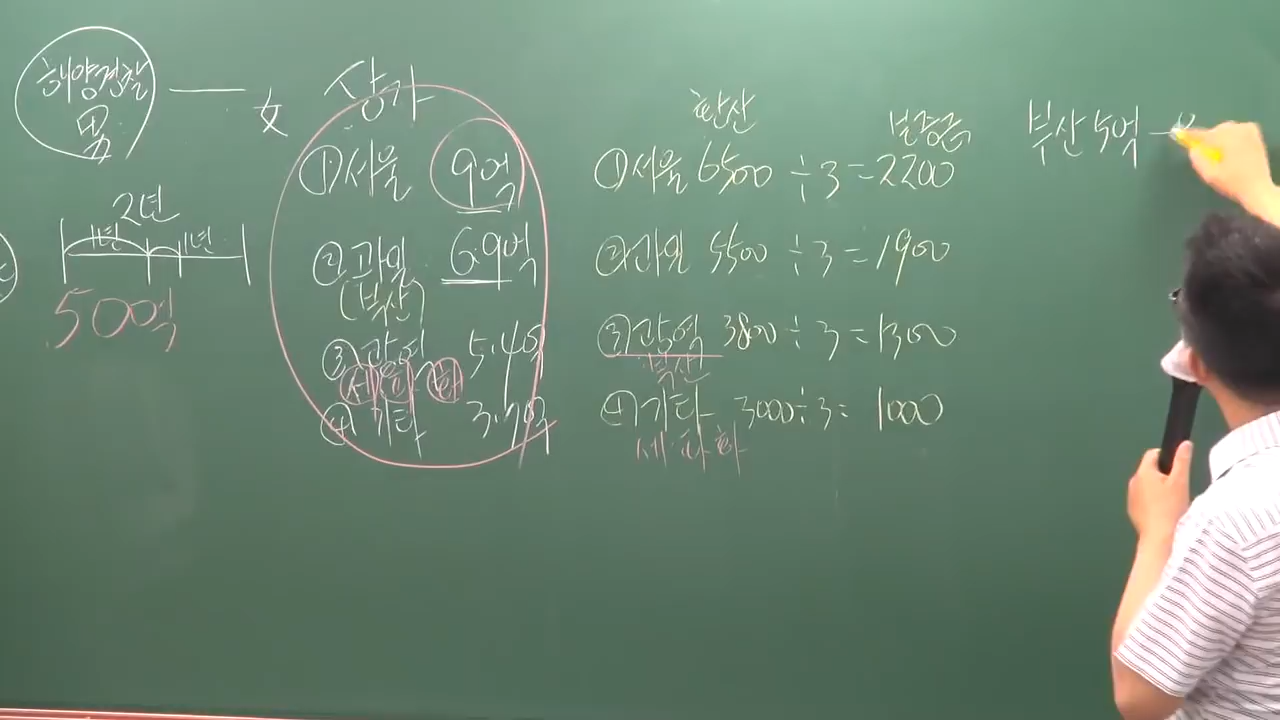 해양경찰
몸
女
2년
1년 1년
50억
상가
①서울 9억
②과밀 6.9억
(부산)
③광역 5.4억
세 파 화
④기타 3.7억
환산
①서울 6500 ÷3=2200
②과밀 5500 ÷3=1900
③광역 3800 ÷3=1300
부산
④기타 3000÷3= 1000
세·파·화
부산 5억